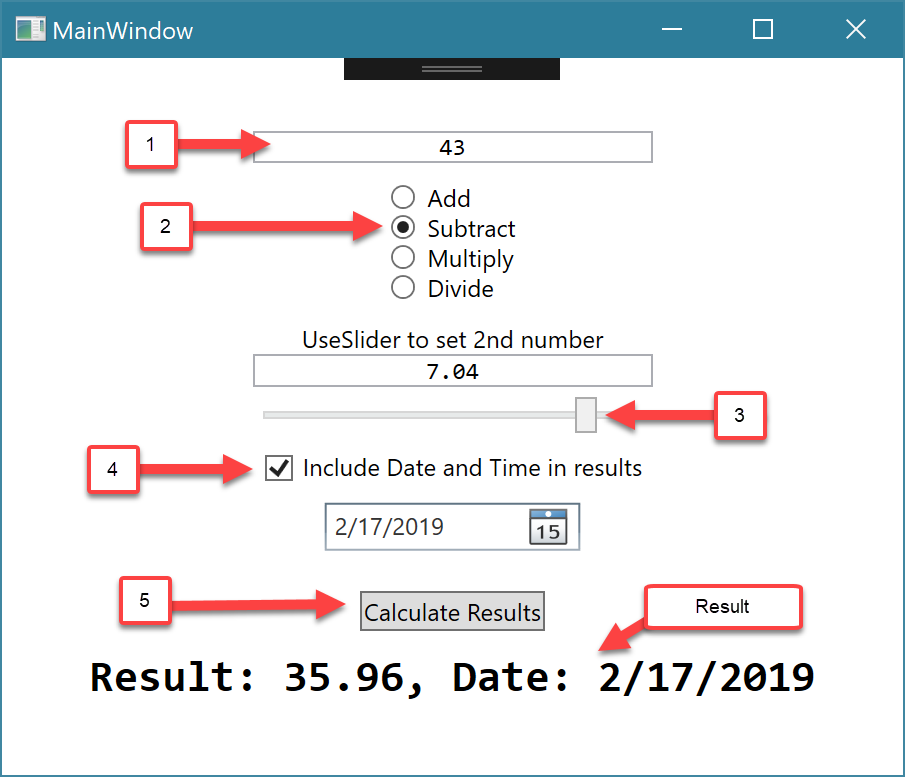 MainWindow
1
43
2
Add
Subtract
Multiply
Divide
UseSlider to set 2nd number
7.04
3
4
Include Date and Time in results
2/17/2019
15
5
Calculate Results
Result
Result: 35.96, Date: 2/17/2019